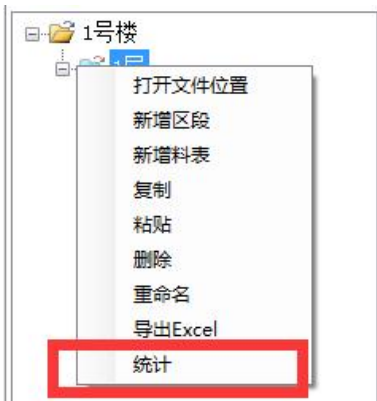 1号楼
1层
打开文件位置
新增区段
新增料表
复制
粘贴
删除
重命名
导出Excel
统计